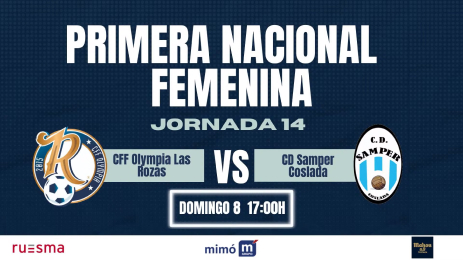 PRIMERA NACIONAL
FEMENINA
JORNADA 14
CFF Olympia Las
Rozas
VS
CD Samper
Coslada
C. D.
SAMPER
DOMINGO 8 17:00H
ruesma
mimó m